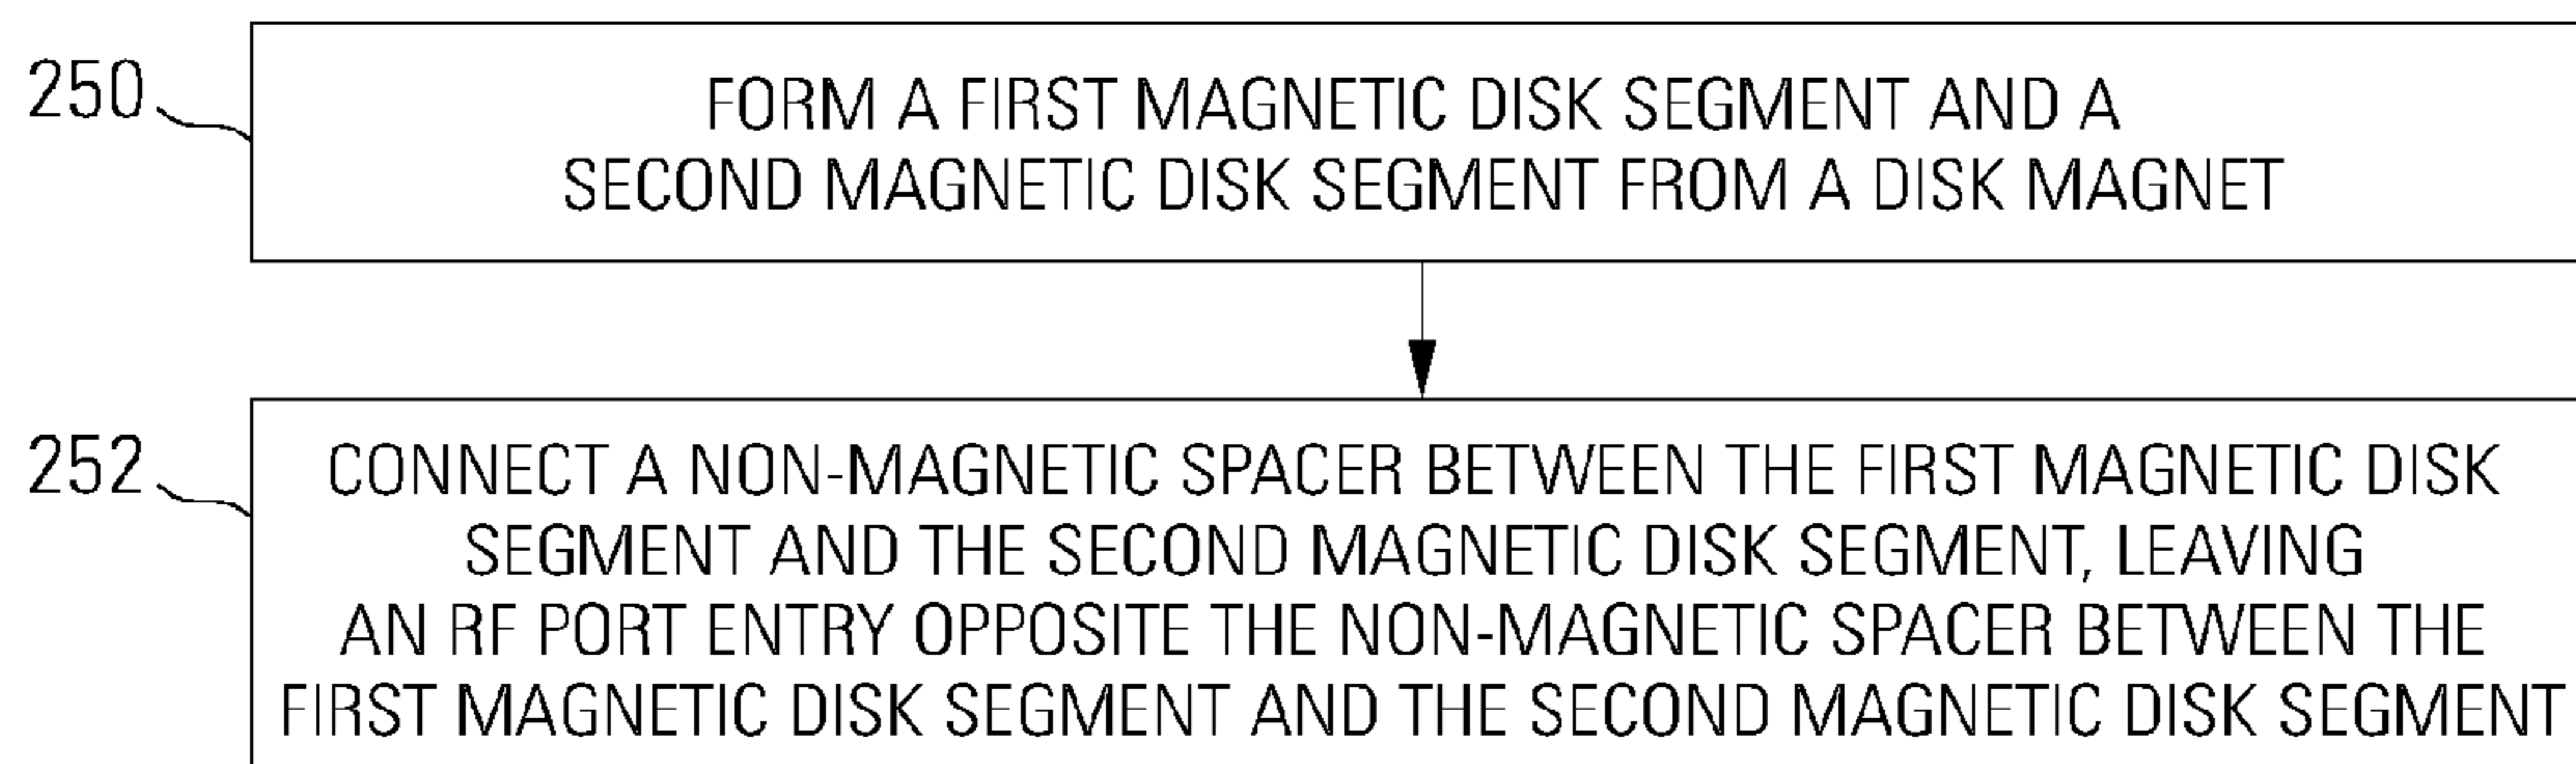 250
FORM A FIRST MAGNETIC DISK SEGMENT AND A
SECOND MAGNETIC DISK SEGMENT FROM A DISK MAGNET
252
CONNECT A NON-MAGNETIC SPACER BETWEEN THE FIRST MAGNETIC DISK
SEGMENT AND THE SECOND MAGNETIC DISK SEGMENT, LEAVING
AN RF PORT ENTRY OPPOSITE THE NON-MAGNETIC SPACER BETWEEN THE
FIRST MAGNETIC DISK SEGMENT AND THE SECOND MAGNETIC DISK SEGMENT